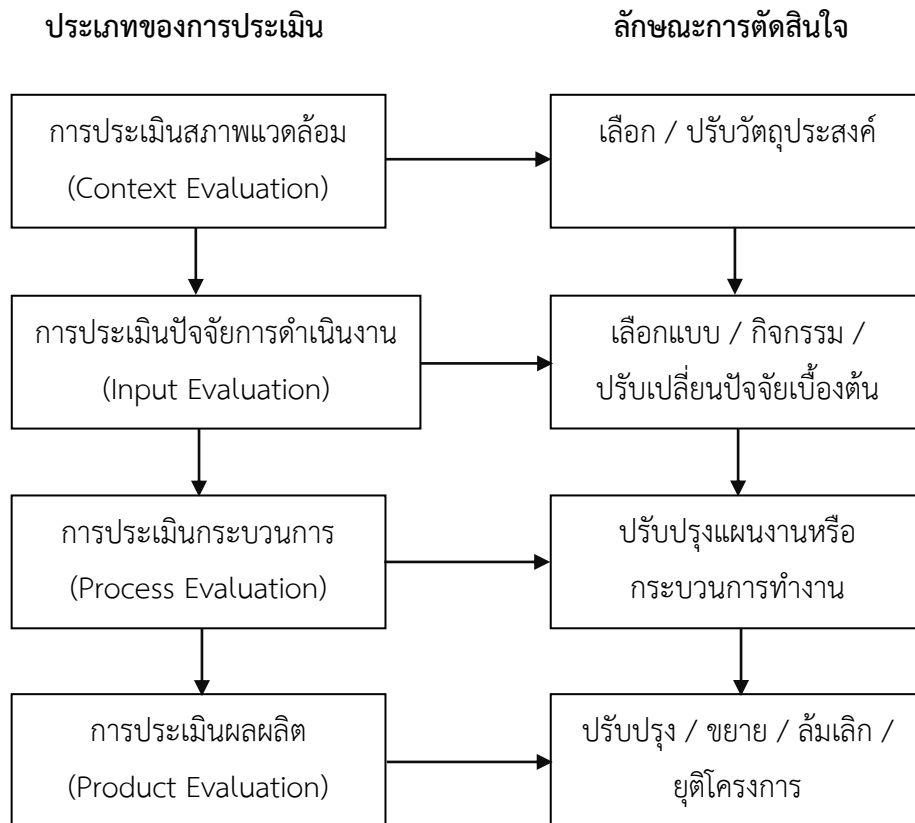 ประเภทของการประเมิน
ลักษณะการตัดสินใจ
การประเมินสภาพแวดล้อม
(Context Evaluation)
เลือก / ปรับวัตถุประสงค์
การประเมินปัจจัยการดำเนินงาน
(Input Evaluation)
เลือกแบบ / กิจกรรม /
ปรับเปลี่ยนปัจจัยเบื้องต้น
การประเมินกระบวนการ
(Process Evaluation)
ปรับปรุงแผนงานหรือ
กระบวนการทำงาน
การประเมินผลผลิต
(Product Evaluation)
ปรับปรุง / ขยาย / ล้มเลิก /
ยุติโครงการ